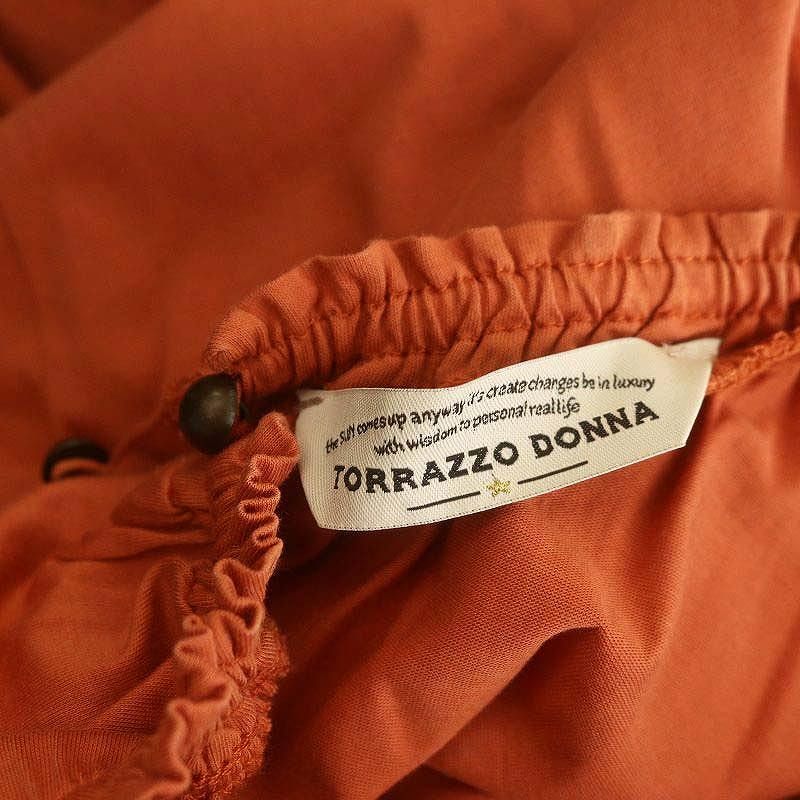 the sun comes up anyway it's create changes be in luxury
with wisdom to personal real life
TORRAZZO DONNA